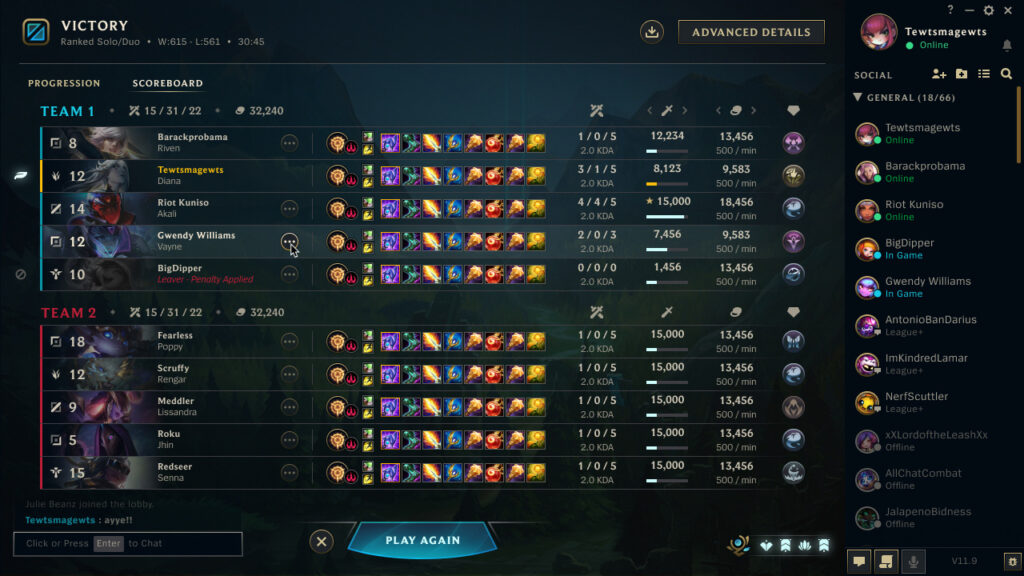 VICTORY
Ranked Solo/Duo • W:615 - L:561 • 30:45
ADVANCED DETAILS
PROGRESSION
SCOREBOARD
TEAM 1 • 15 / 31 / 22 • 32,240
8 Barackprobama 1 / 0 / 5 12,234 13,456
Riven 2.0 KDA 500 / min
12 Tewtsmagewts 3 / 1 / 5 8,123 9,583
Diana 2.0 KDA 500 / min
14 Riot Kuniso 4 / 4 / 5 15,000 18,456
Akali 2.0 KDA 500 / min
12 Gwendy Williams 2 / 0 / 3 7,456 9,583
Vayne 2.0 KDA 500 / min
10 BigDipper 0 / 0 / 0 1,456 13,456
Leaver - Penalty Applied 2.0 KDA 500 / min
TEAM 2 • 15 / 31 / 22 • 32,240
18 Fearless 1 / 0 / 5 15,000 13,456
Poppy 2.0 KDA 500 / min
12 Scruffy 1 / 0 / 5 15,000 13,456
Rengar 2.0 KDA 500 / min
9 Meddler 1 / 0 / 5 15,000 13,456
Lissandra 2.0 KDA 500 / min
5 Roku 1 / 0 / 5 15,000 13,456
Jhin 2.0 KDA 500 / min
15 Redseer 1 / 0 / 5 15,000 13,456
Senna 2.0 KDA 500 / min
Julie Beanz joined the lobby.
Tewtsmagewts : ayye!!
Click or Press Enter to Chat
PLAY AGAIN
?
Tewtsmagewts
Online
SOCIAL
GENERAL (18/66)
Tewtsmagewts
Online
Barackprobama
Online
Riot Kuniso
Online
BigDipper
In Game
Gwendy Williams
In Game
AntonioBanDarius
League+
ImKindredLamar
League+
NerfScuttler
League+
xXLordoftheLeashXx
Offline
AllChatCombat
Offline
JalapenoBidness
Offline
V11.9